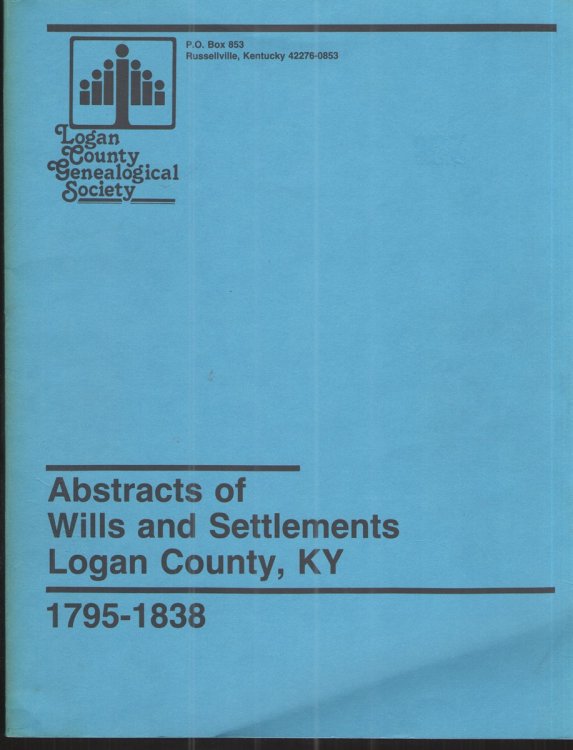 P.O. Box 853
Russellville, Kentucky 42276-0853
Logan
County
Genealogical
Society
Abstracts of
Wills and Settlements
Logan County, KY
1795-1838